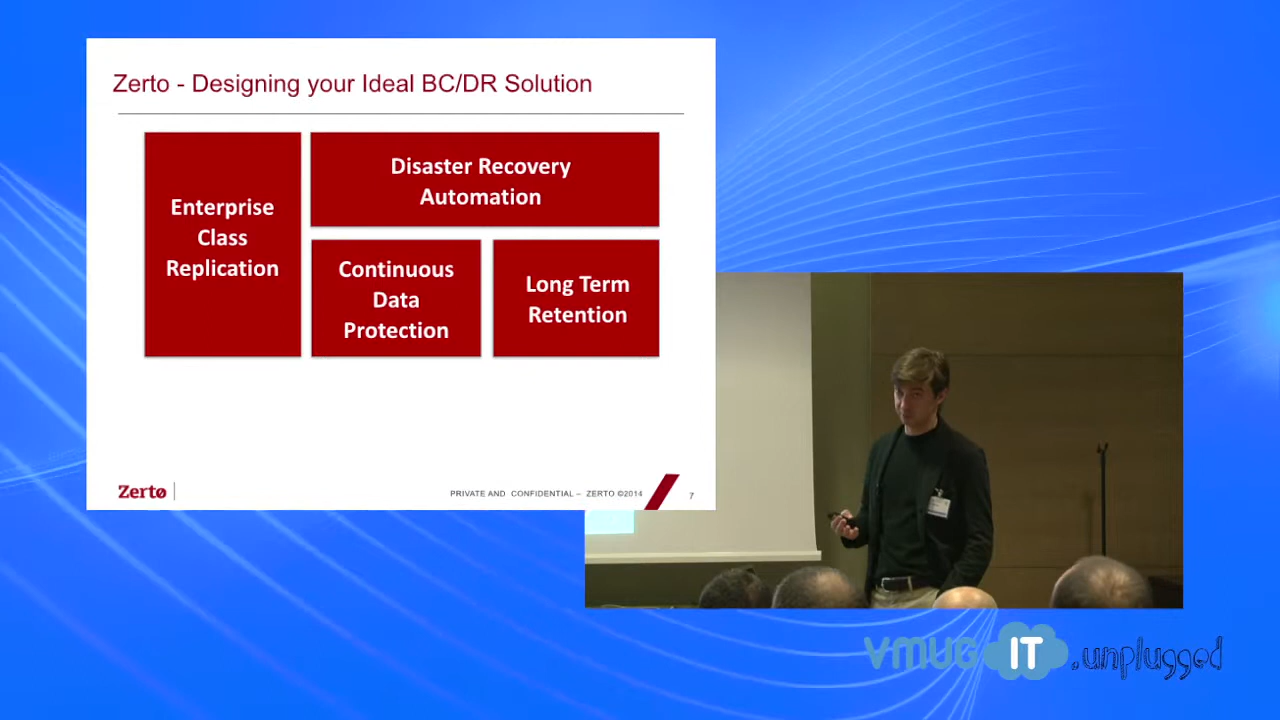 Zerto - Designing your Ideal BC/DR Solution
Enterprise
Class
Replication
Disaster Recovery
Automation
Continuous
Data
Protection
Long Term
Retention
Zerto
PRIVATE AND CONFIDENTIAL – ZERTO ©2014
7
vmug IT .unplugged